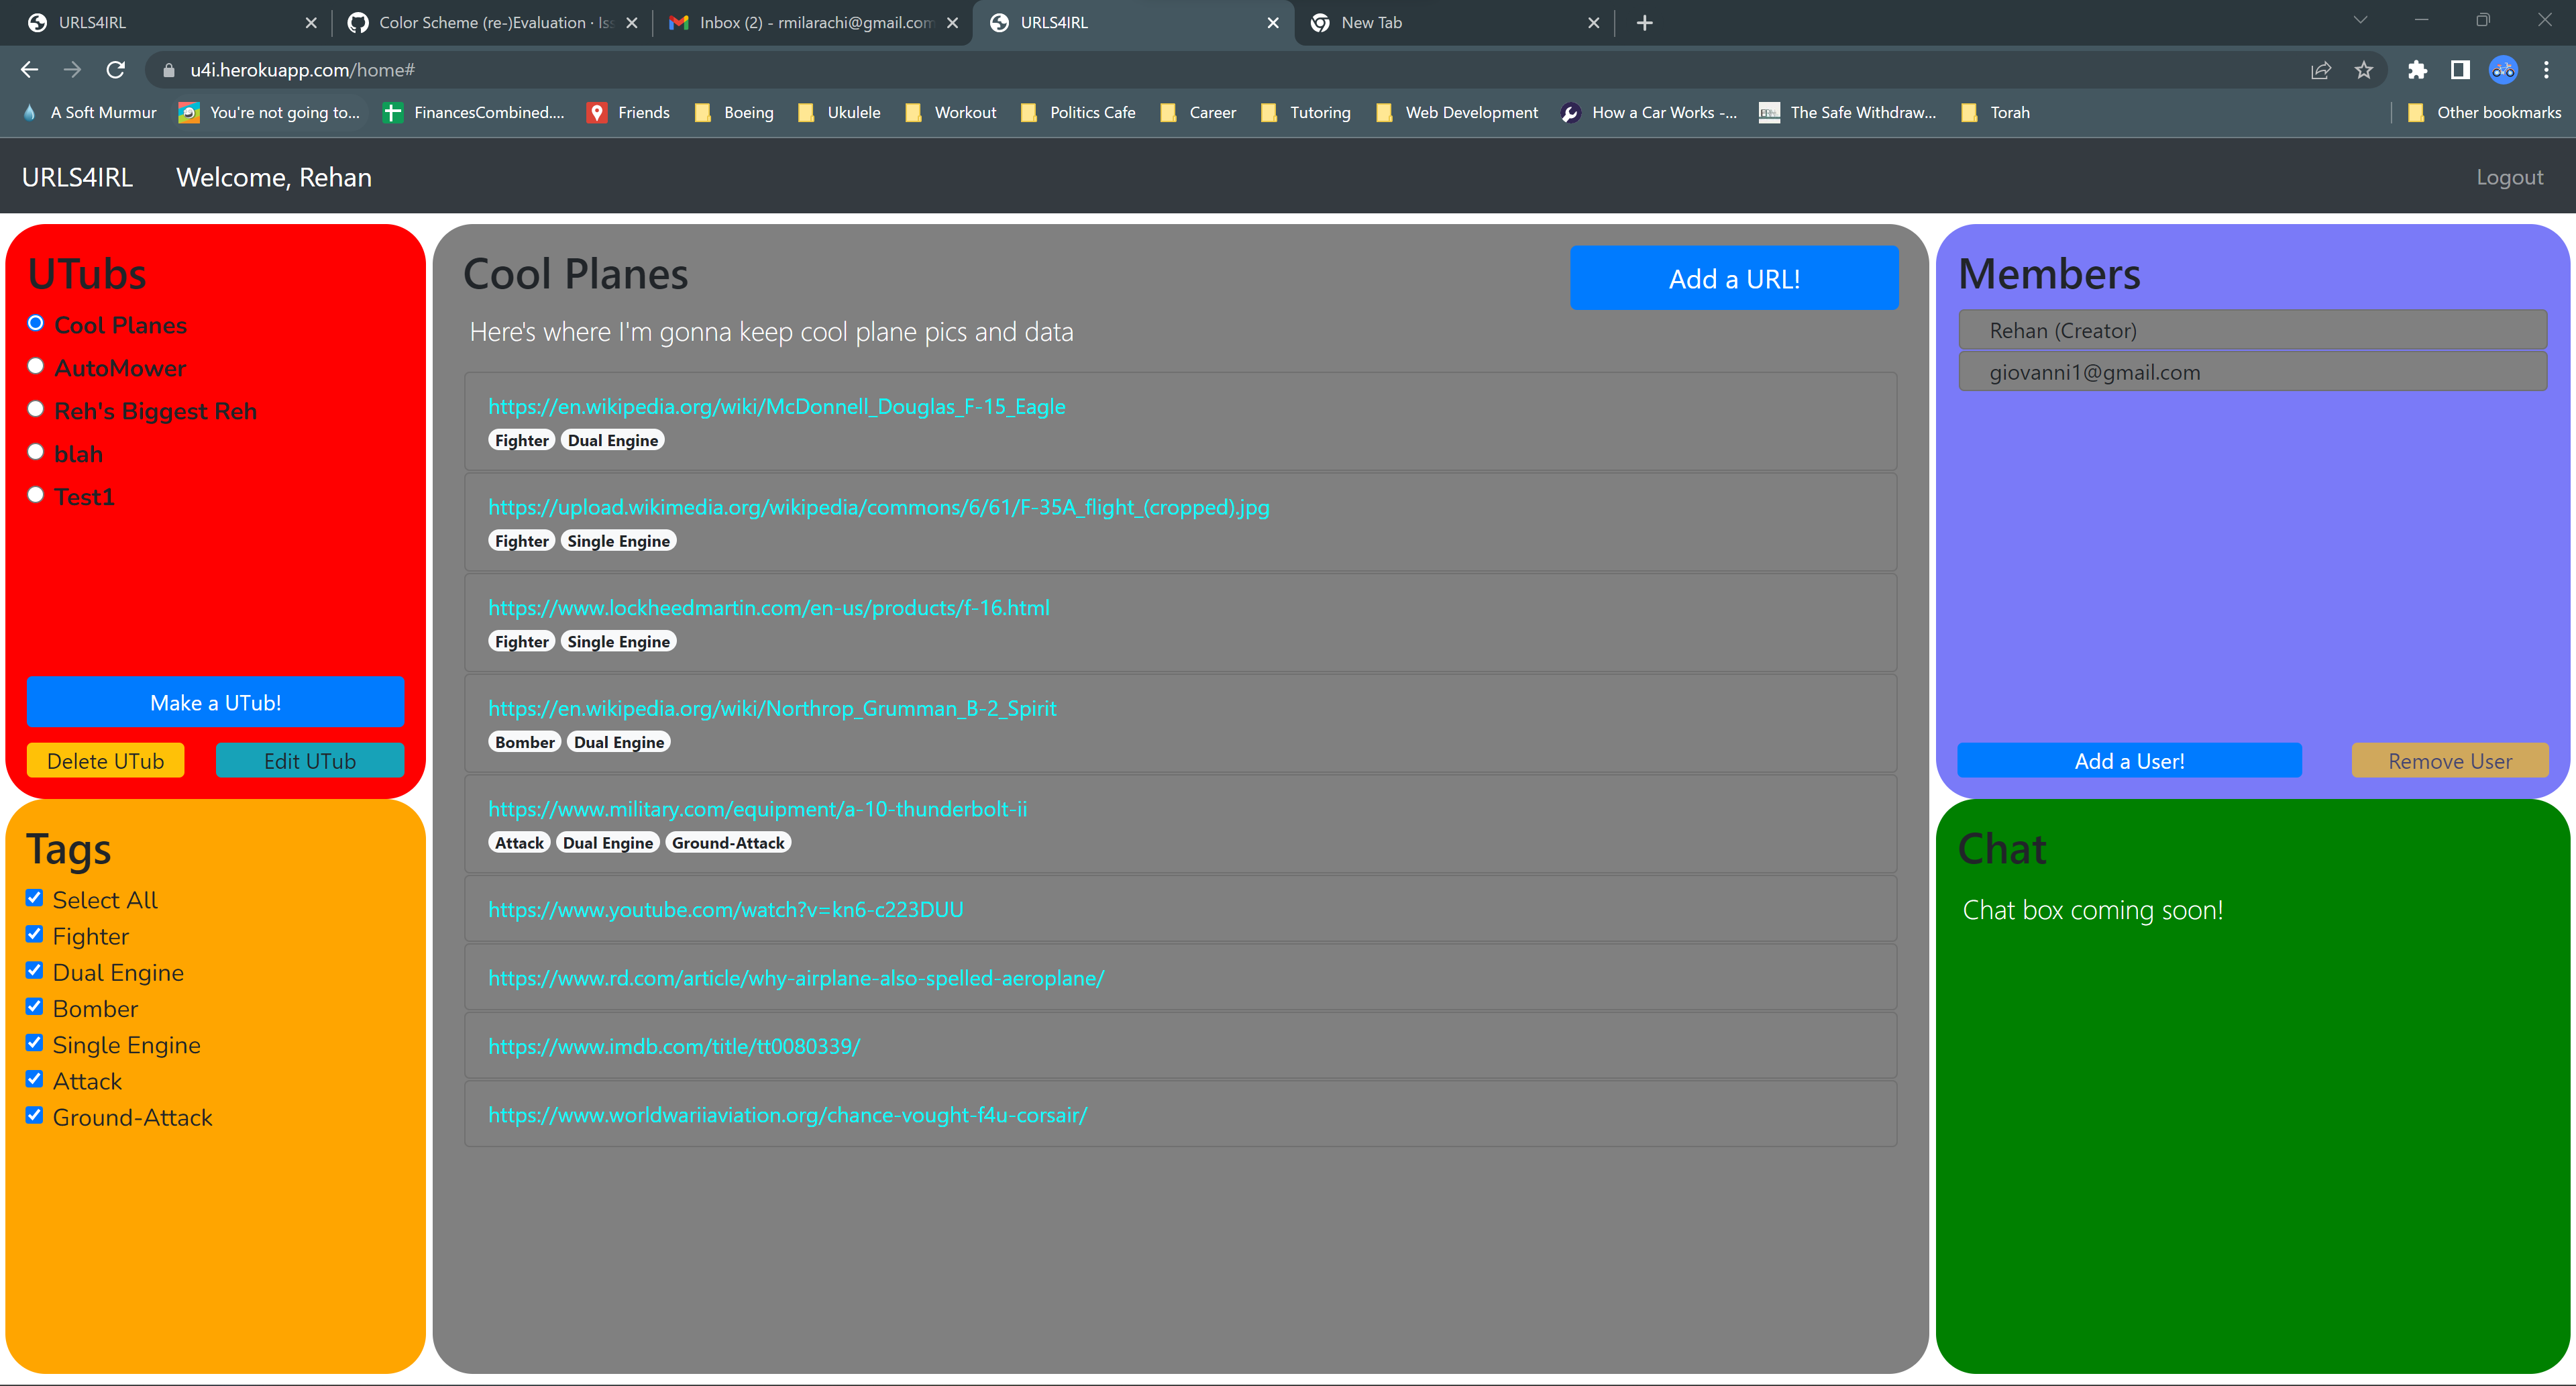 URLS4IRL
Color Scheme (re-)Evaluation · Iss
Inbox (2) - rmilarachi@gmail.com
URLS4IRL
New Tab
u4i.herokuapp.com/home#
A Soft Murmur
You're not going to...
FinancesCombined....
Friends
Boeing
Ukulele
Workout
Politics Cafe
Career
Tutoring
Web Development
How a Car Works -...
The Safe Withdraw...
Torah
Other bookmarks
URLS4IRL
Welcome, Rehan
Logout
UTubs
Cool Planes
AutoMower
Reh's Biggest Reh
blah
Test1
Make a UTub!
Delete UTub
Edit UTub
Tags
Select All
Fighter
Dual Engine
Bomber
Single Engine
Attack
Ground-Attack
Cool Planes
Add a URL!
Here's where I'm gonna keep cool plane pics and data
https://en.wikipedia.org/wiki/McDonnell_Douglas_F-15_Eagle
Fighter Dual Engine
https://upload.wikimedia.org/wikipedia/commons/6/61/F-35A_flight_(cropped).jpg
Fighter Single Engine
https://www.lockheedmartin.com/en-us/products/f-16.html
Fighter Single Engine
https://en.wikipedia.org/wiki/Northrop_Grumman_B-2_Spirit
Bomber Dual Engine
https://www.military.com/equipment/a-10-thunderbolt-ii
Attack Dual Engine Ground-Attack
https://www.youtube.com/watch?v=kn6-c223DUU
https://www.rd.com/article/why-airplane-also-spelled-aeroplane/
https://www.imdb.com/title/tt0080339/
https://www.worldwariiaviation.org/chance-vought-f4u-corsair/
Members
Rehan (Creator)
giovanni1@gmail.com
Add a User!
Remove User
Chat
Chat box coming soon!